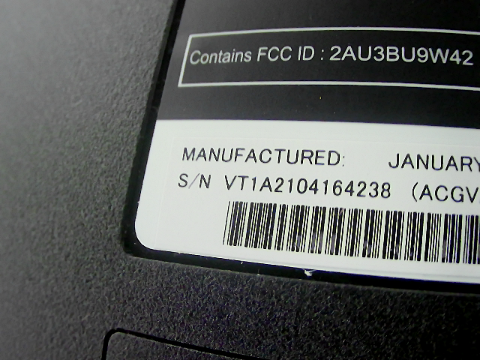 Contains FCC ID : 2AU3BU9W42
MANUFACTURED: JANUARY
S/N VT1A2104164238 (ACGV